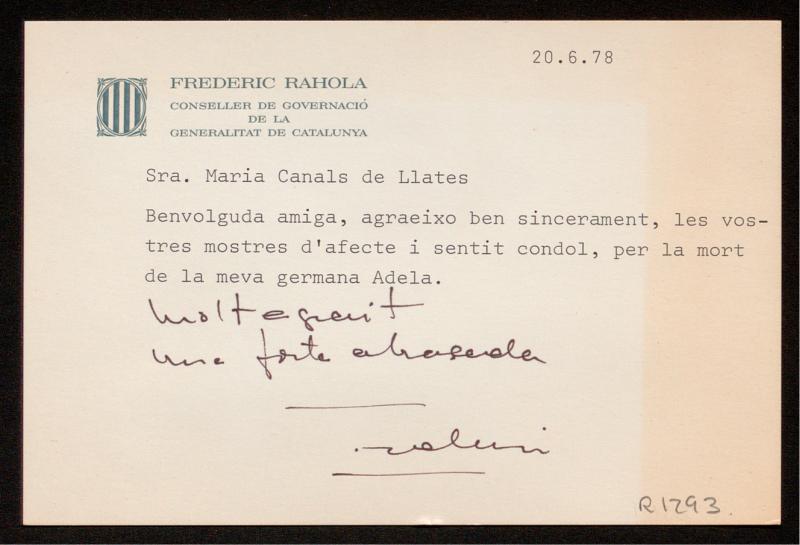 20.6.78
FREDERIC RAHOLA
CONSELLER DE GOVERNACIÓ
DE LA
GENERALITAT DE CATALUNYA
Sra. Maria Canals de Llates
Benvolguda amiga, agraeixo ben sincerament, les vos-
tres mostres d'afecte i sentit condol, per la mort
de la meva germana Adela.
Molt agrait
una forta abraçada
R1293.